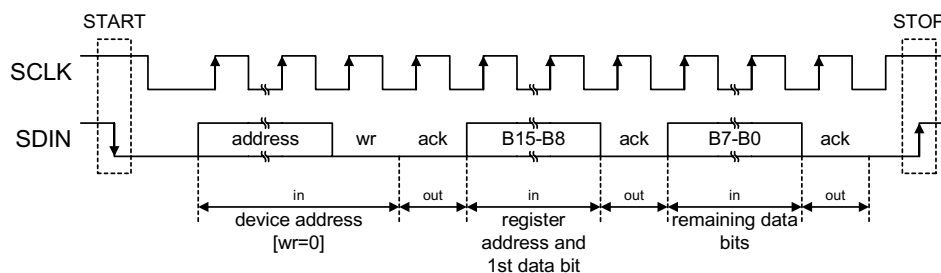 START
STOP
SCLK
SDIN
address
wr
ack
B15-B8
ack
B7-B0
ack
in
out
in
out
in
out
device address
[wr=0]
register
address and
1st data bit
remaining data
bits